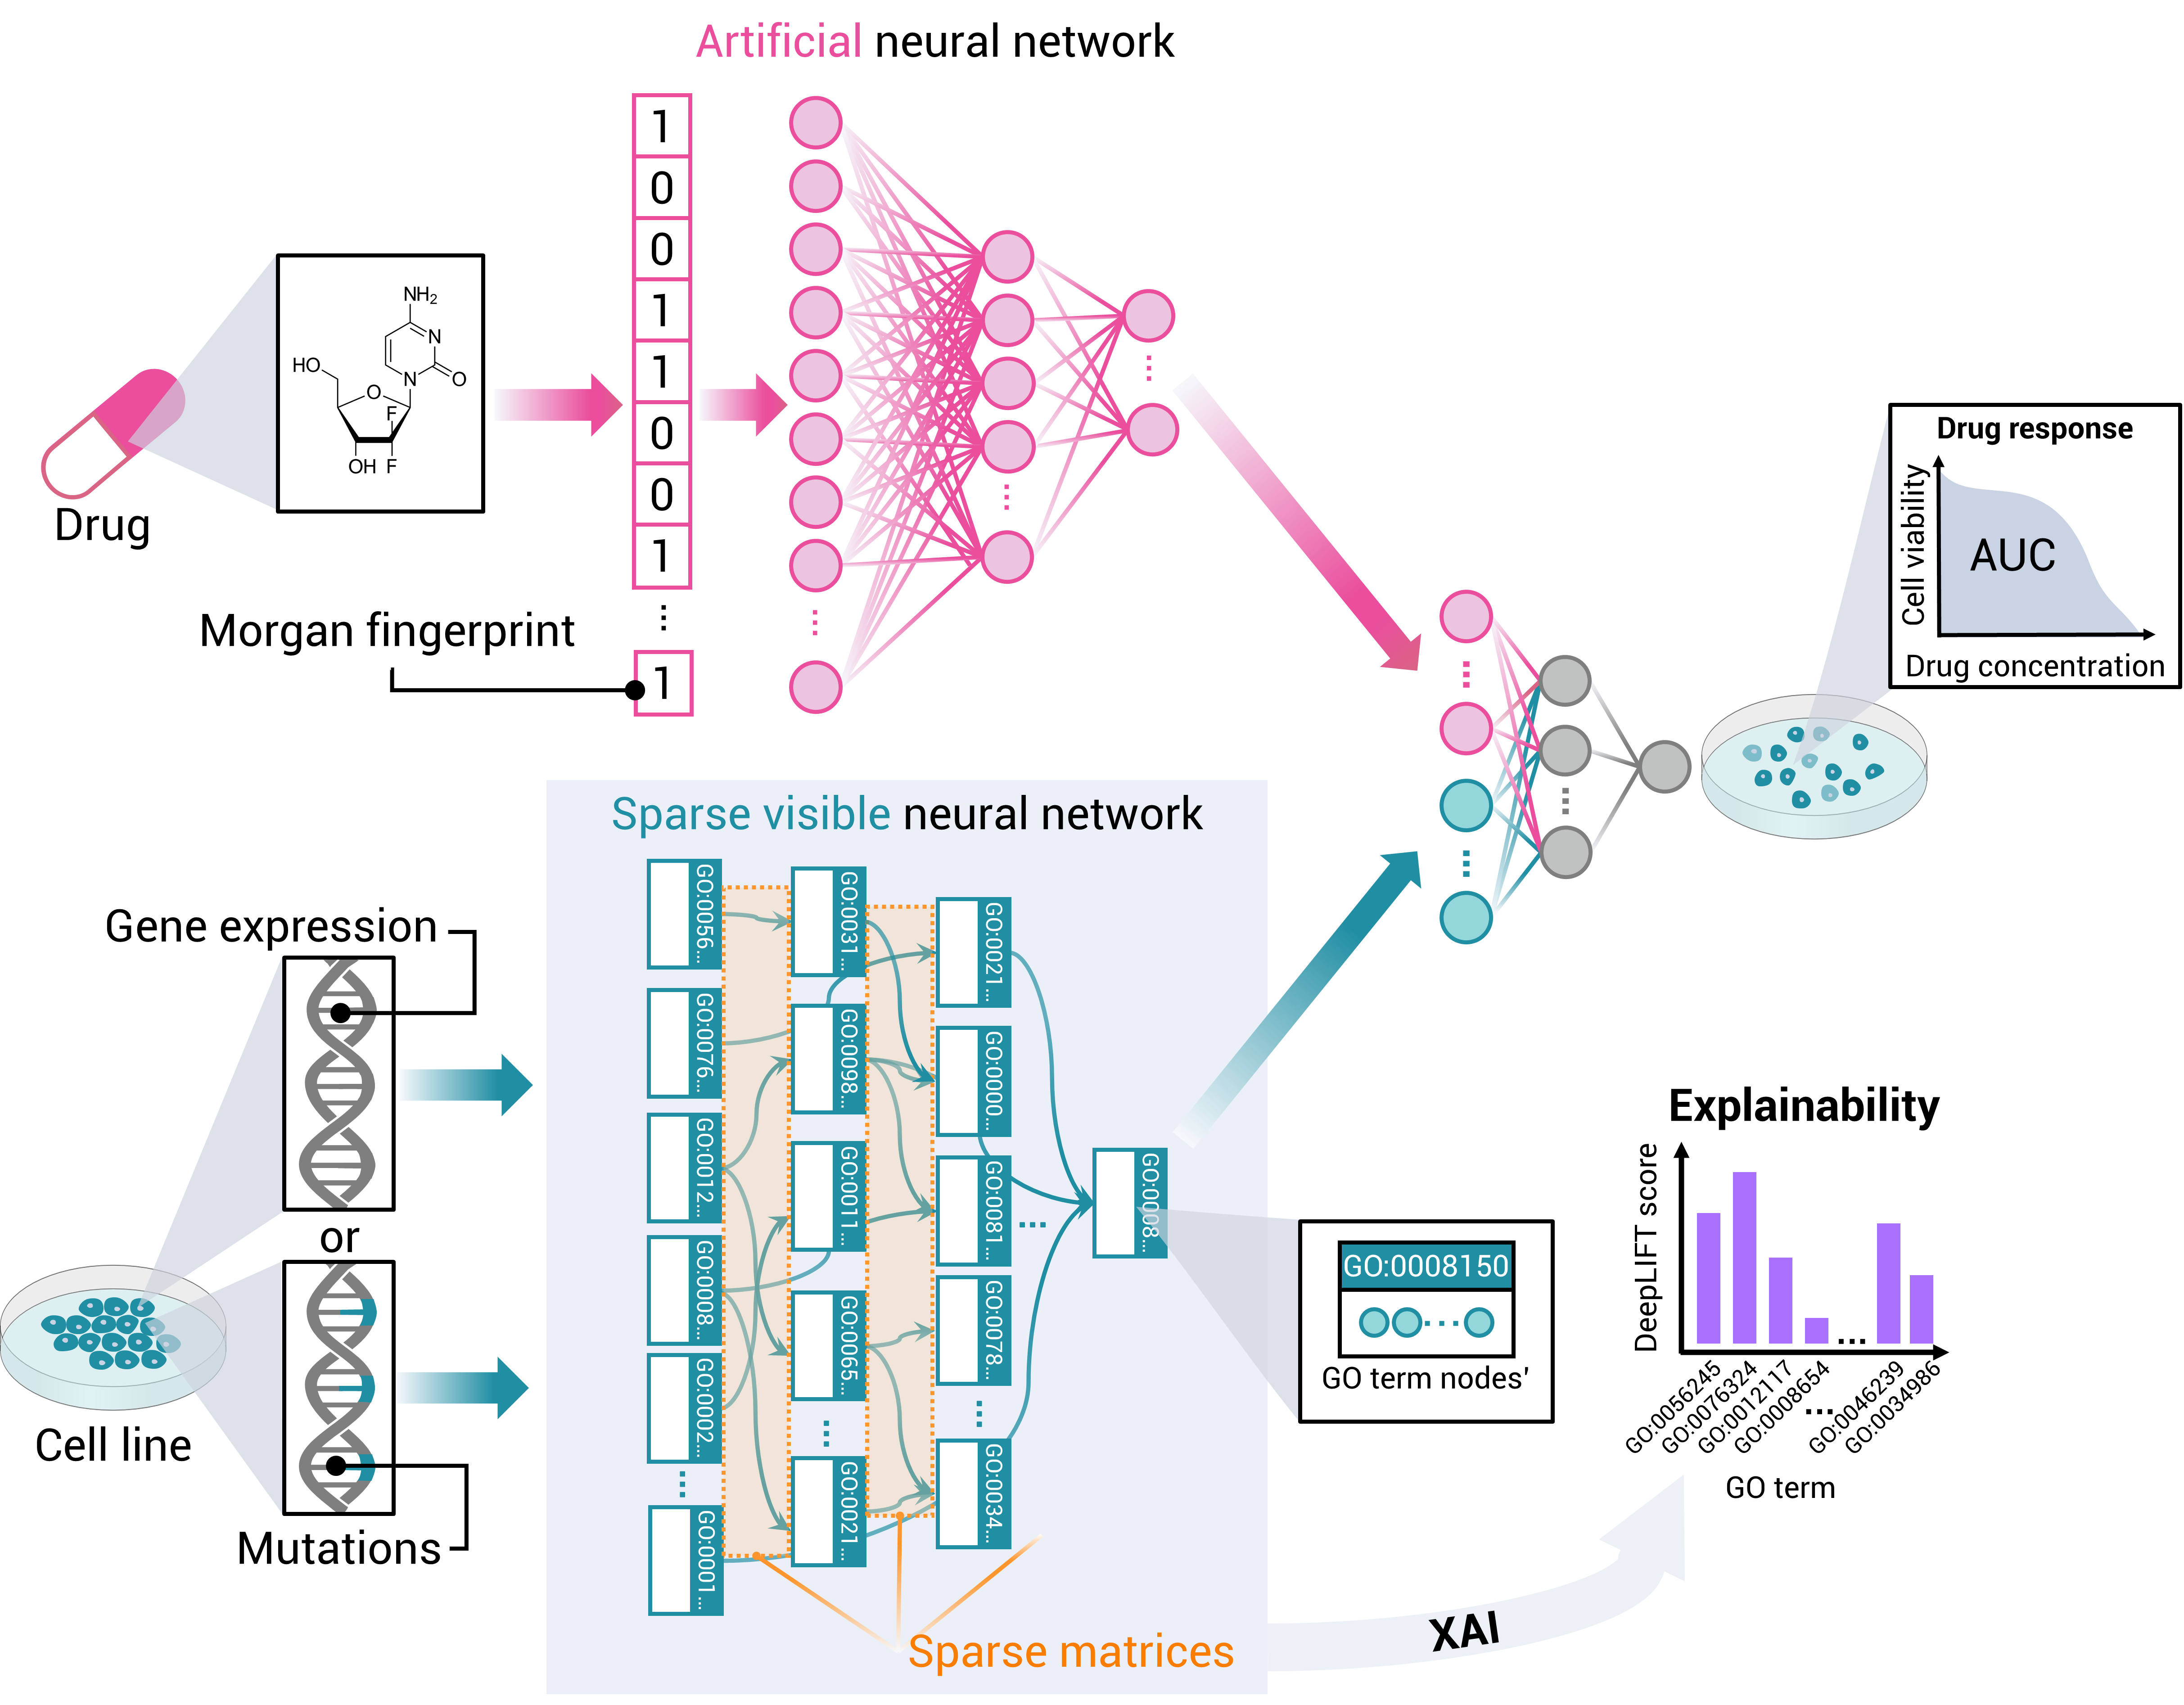 Artificial neural network
1
0
0
1
1
0
0
1
...
1
NH2
N
HO
N
O
O
F
OH F
Drug
Morgan fingerprint
Drug response
Cell viability
AUC
Drug concentration
Sparse visible neural network
GO:0056...
GO:0076...
GO:0012...
GO:0008...
GO:0002...
GO:0001...
GO:0031...
GO:0098...
GO:0011...
GO:0065...
GO:0021...
GO:0021...
GO:0000...
GO:0081...
GO:0078...
GO:0034...
GO:0008...
Gene expression
or
Cell line
Mutations
Sparse matrices
GO:0008150
GO term nodes'
XAI
Explainability
DeepLIFT score
GO:0056245
GO:0076324
GO:0012117
GO:0008654
...
GO:0046239
GO:0034986
GO term